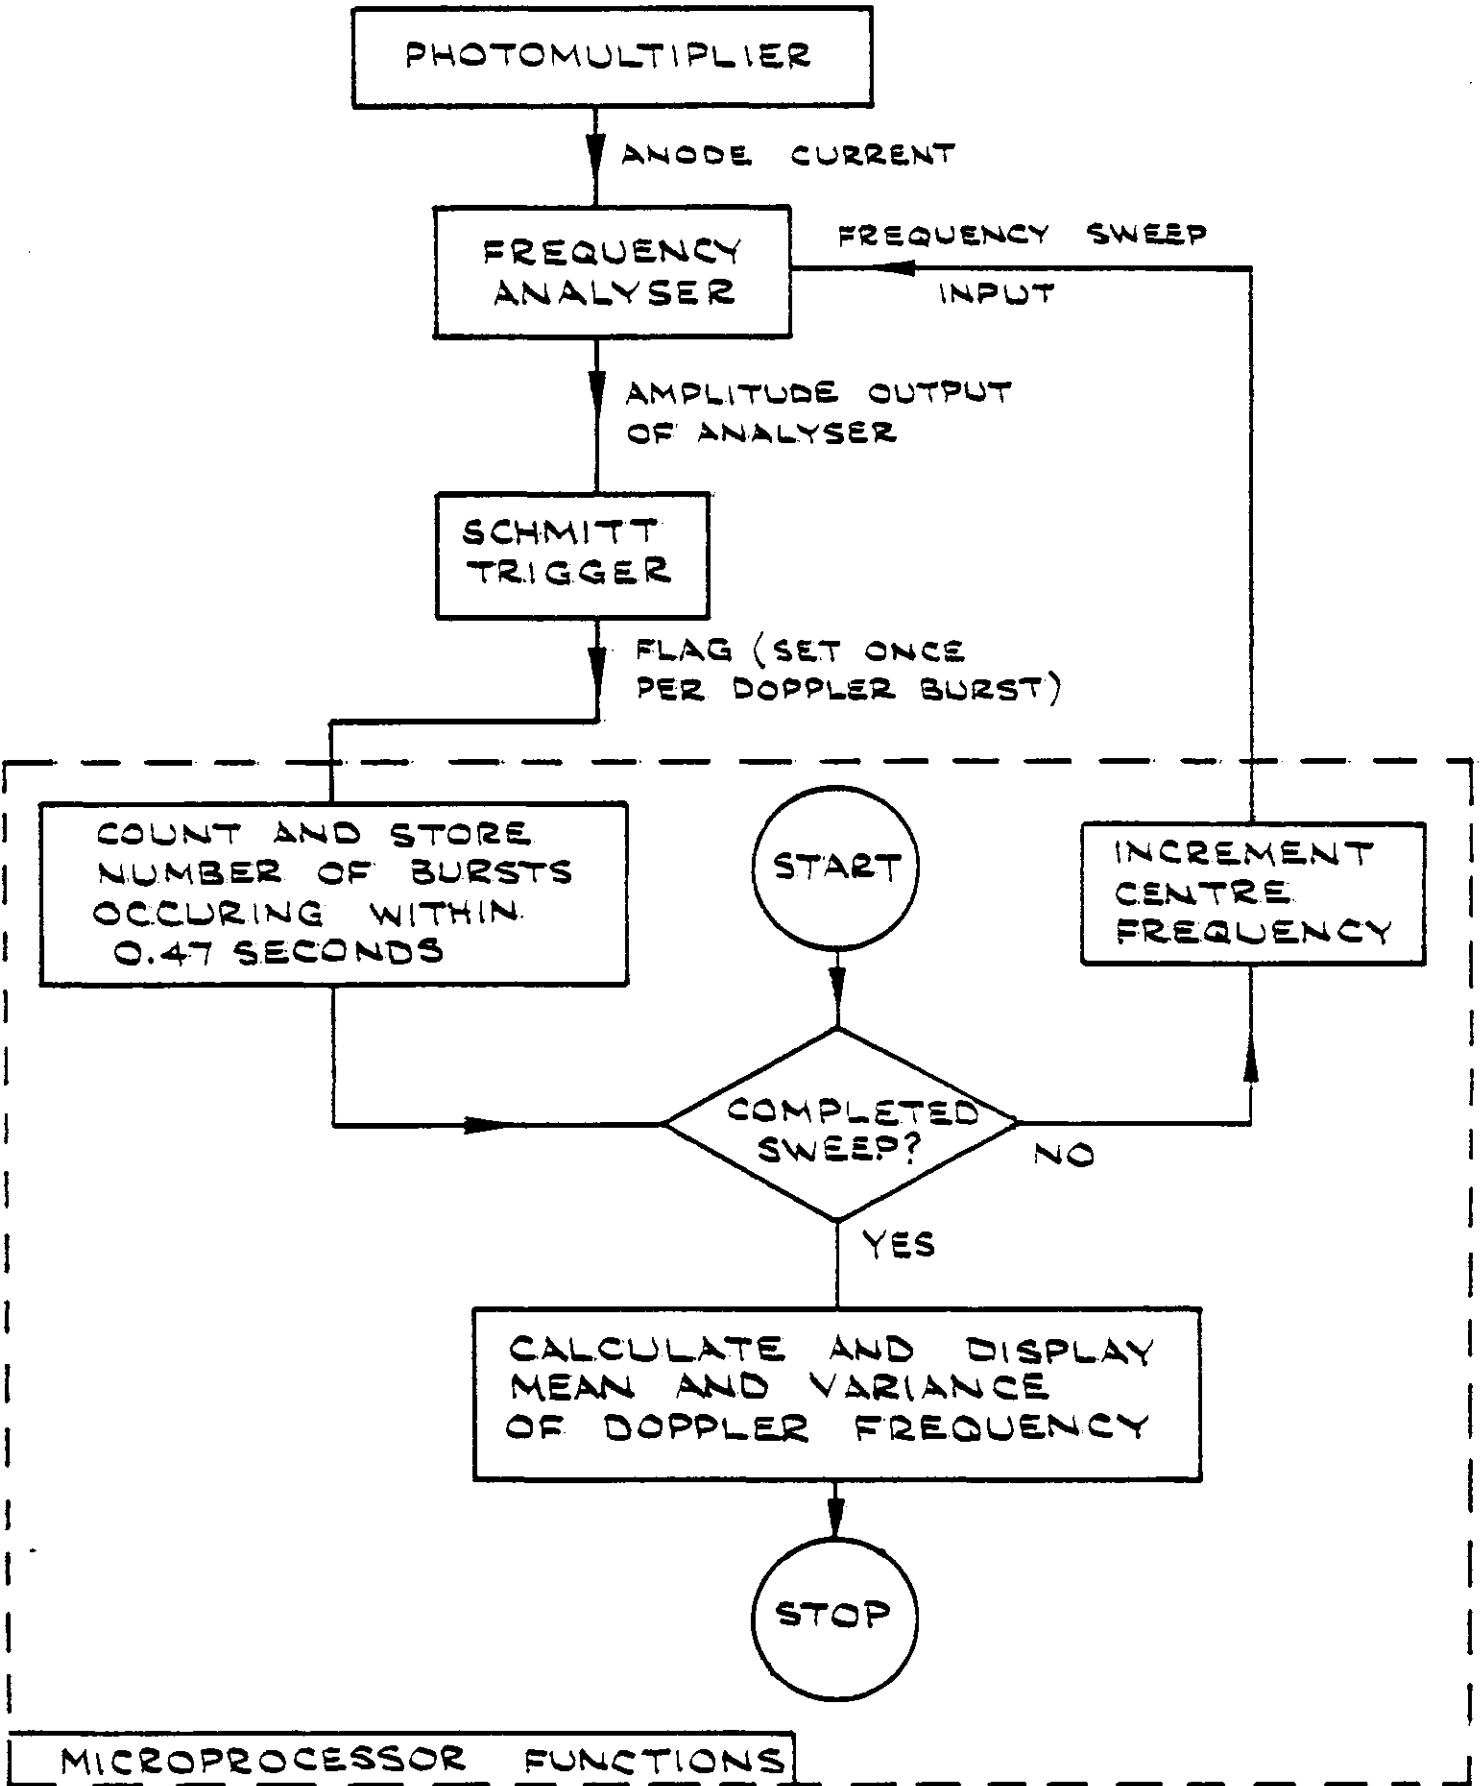 PHOTOMULTIPLIER
ANODE CURRENT
FREQUENCY
ANALYSER
FREQUENCY SWEEP
INPUT
AMPLITUDE OUTPUT
OF ANALYSER
SCHMITT
TRIGGER
FLAG (SET ONCE
PER DOPPLER BURST)
COUNT AND STORE
NUMBER OF BURSTS
OCCURING WITHIN
0.47 SECONDS
START
INCREMENT
CENTRE
FREQUENCY
COMPLETED
SWEEP?
NO
YES
CALCULATE AND DISPLAY
MEAN AND VARIANCE
OF DOPPLER FREQUENCY
STOP
MICROPROCESSOR FUNCTIONS